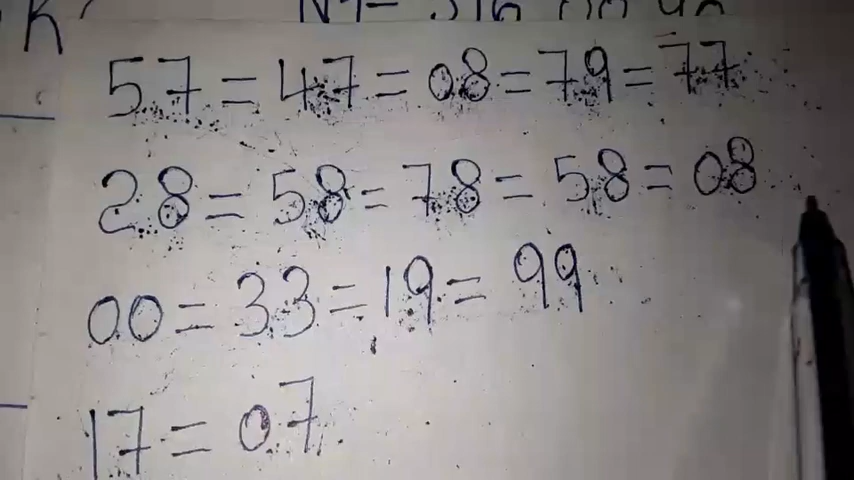 57 = 47 = 08 = 79 = 77
28 = 58 = 78 = 58 = 08
00 = 33 = 19 = 99
17 = 07